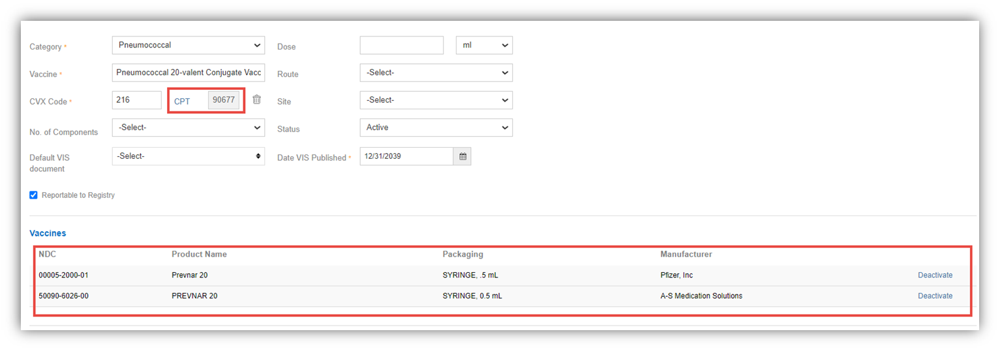 Category * Pneumococcal Dose ml
Vaccine * Pneumococcal 20-valent Conjugate Vacc Route -Select-
CVX Code * 216 CPT 90677 Site -Select-
No. of Components -Select- Status Active
Default VIS document -Select- Date VIS Published * 12/31/2039
Reportable to Registry
Vaccines
NDC Product Name Packaging Manufacturer
00005-2000-01 Prevnar 20 SYRINGE, .5 mL Pfizer, Inc Deactivate
50090-6026-00 PREVNAR 20 SYRINGE, 0.5 mL A-S Medication Solutions Deactivate